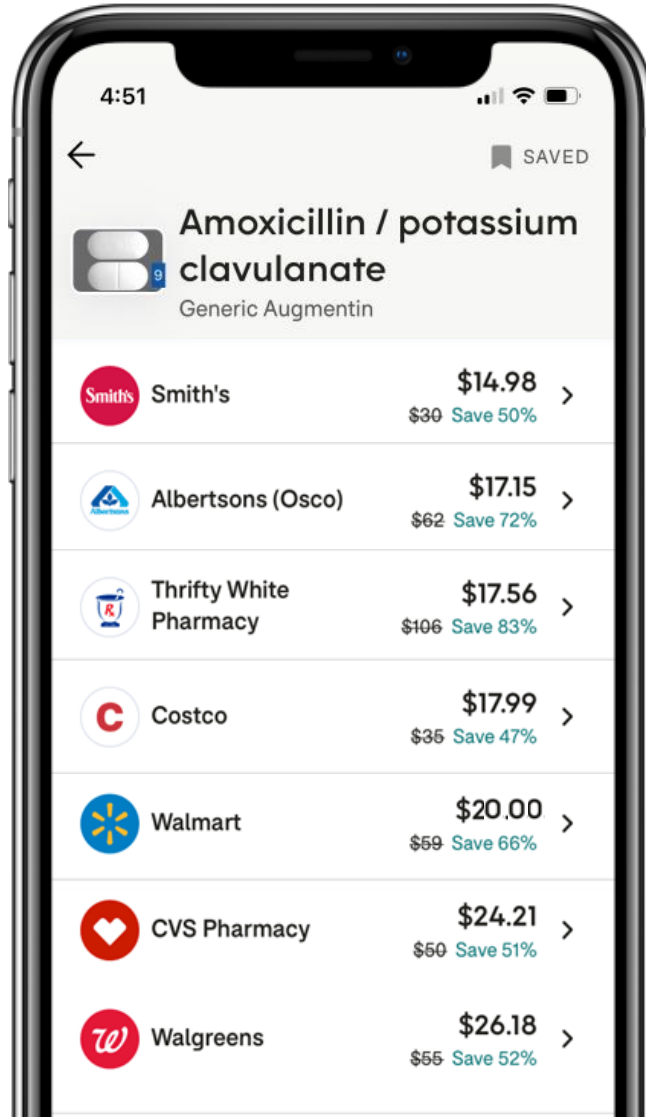 4:51
SAVED
Amoxicillin / potassium
clavulanate
9
Generic Augmentin
Smith's
Smith's
$14.98
$30 Save 50%
Albertsons
Albertsons (Osco)
$17.15
$62 Save 72%
R
Thrifty White
Pharmacy
$17.56
$106 Save 83%
C
Costco
$17.99
$35 Save 47%
Walmart
$20.00
$59 Save 66%
CVS Pharmacy
$24.21
$50 Save 51%
W
Walgreens
$26.18
$55 Save 52%